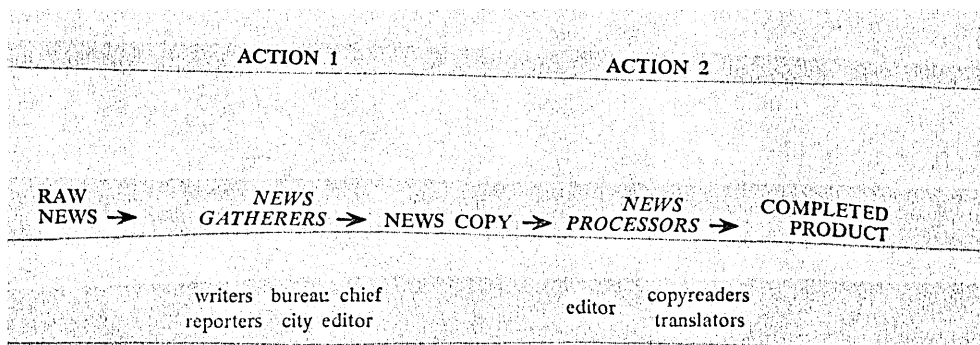 ACTION 1 ACTION 2
RAW NEWS → NEWS GATHERERS → NEWS COPY → NEWS PROCESSORS → COMPLETED PRODUCT
writers bureau chief editor copyreaders
reporters city editor translators